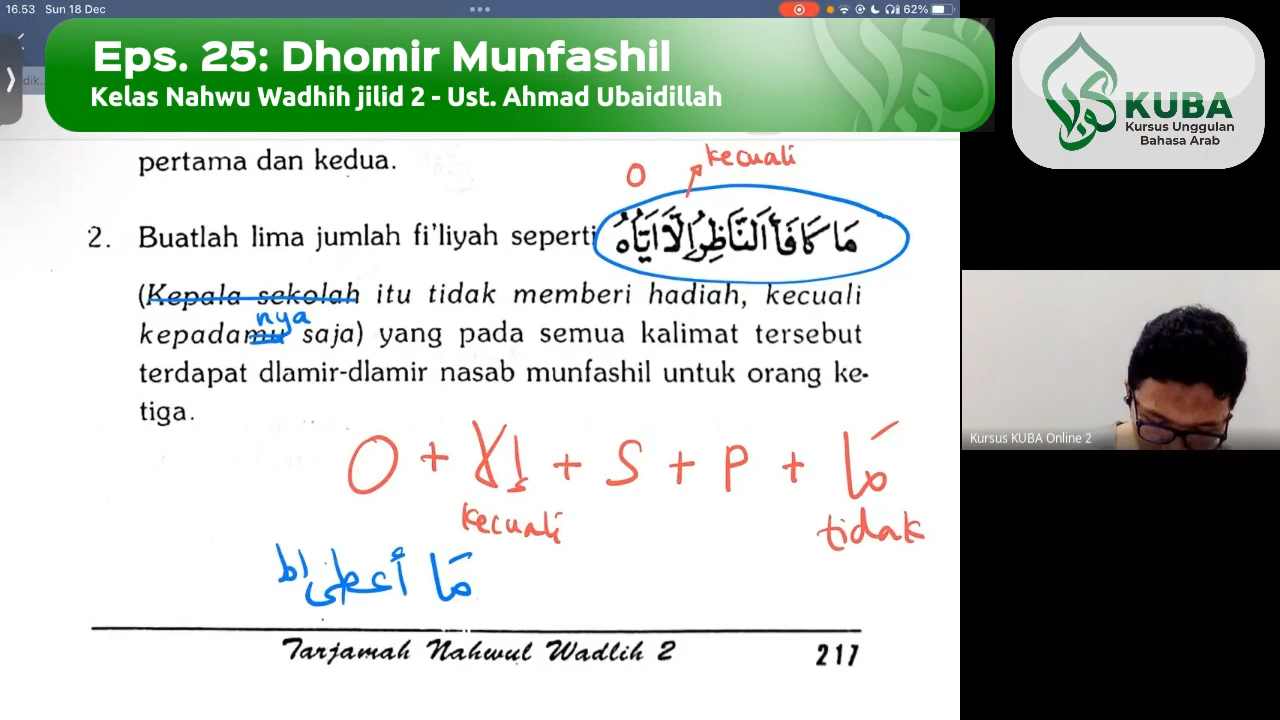 16.53 Sun 18 Dec
62%
Eps. 25: Dhomir Munfashil
Kelas Nahwu Wadhih jilid 2 - Ust. Ahmad Ubaidillah
KUBA
Kursus Unggulan
Bahasa Arab
dik...
pertama dan kedua.
O kecuali
2. Buatlah lima jumlah fi'liyah seperti مَا كَافَأَ النَّاظِرُ إِلَّا اِيَّاهُ
(Kepala sekolah itu tidak memberi hadiah, kecuali
nya
kepadamu saja) yang pada semua kalimat tersebut
terdapat dlamir-dlamir nasab munfashil untuk orang ke-
tiga.
مَا + P + S + إلا + O
kecuali tidak
مَا أعطى الط
Tarjamah Nahwul Wadlih 2 217
Kursus KUBA Online 2